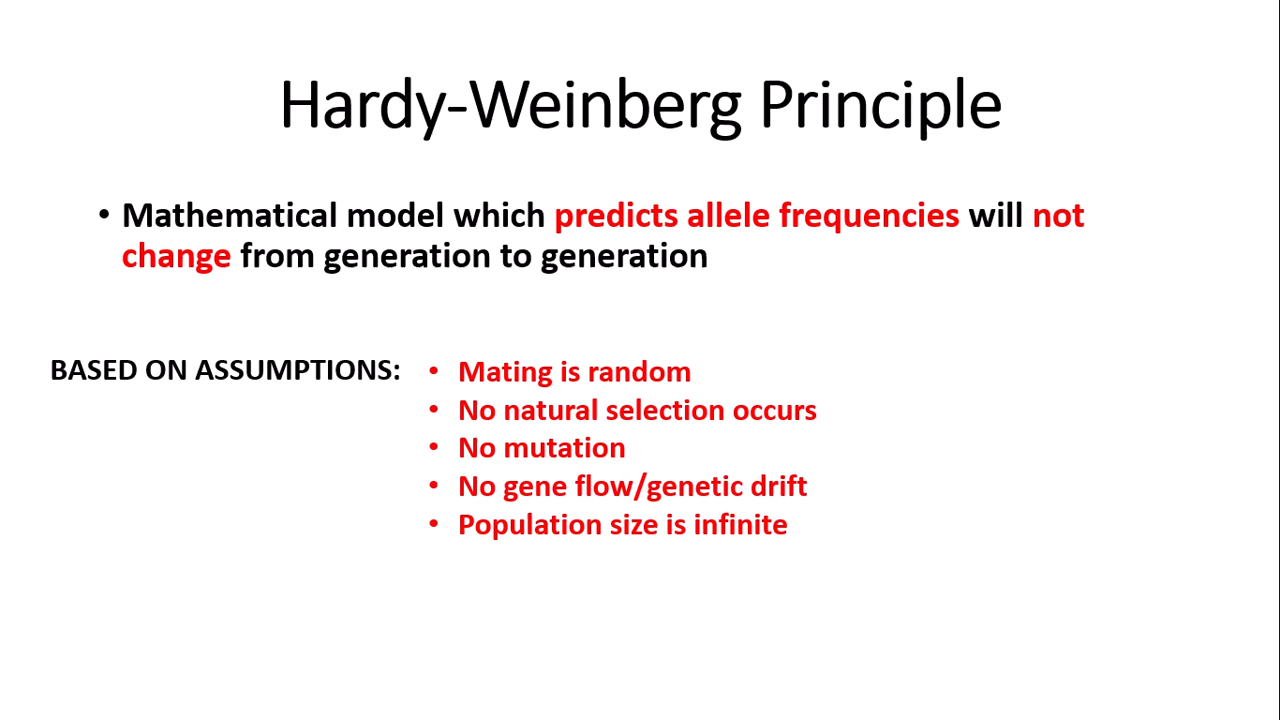 Hardy-Weinberg Principle
• Mathematical model which predicts allele frequencies will not
change from generation to generation
BASED ON ASSUMPTIONS:
• Mating is random
• No natural selection occurs
• No mutation
• No gene flow/genetic drift
• Population size is infinite